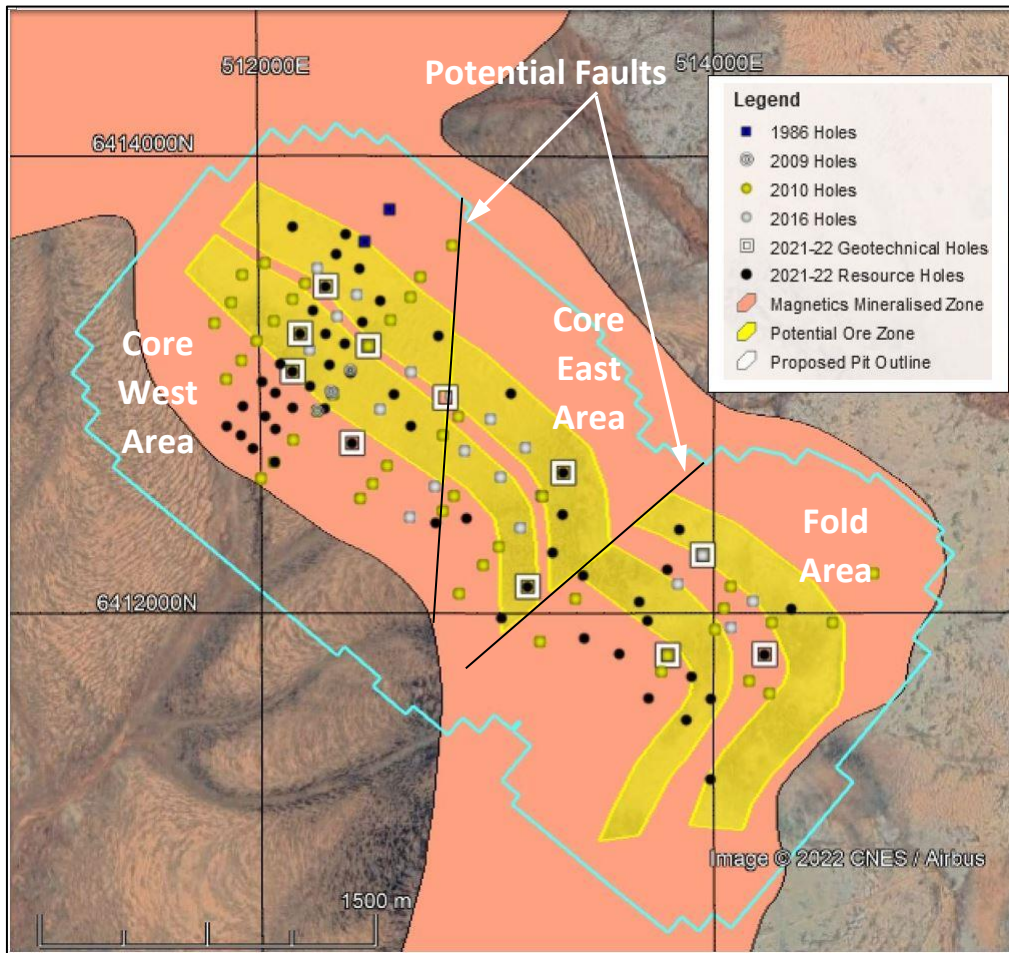 512000E
514000E
Potential Faults
6414000N
Legend
1986 Holes
2009 Holes
2010 Holes
2016 Holes
2021-22 Geotechnical Holes
2021-22 Resource Holes
Magnetics Mineralised Zone
Potential Ore Zone
Proposed Pit Outline
Core
West
Area
Core
East
Area
Fold
Area
6412000N
Image © 2022 CNES / Airbus
1500 m